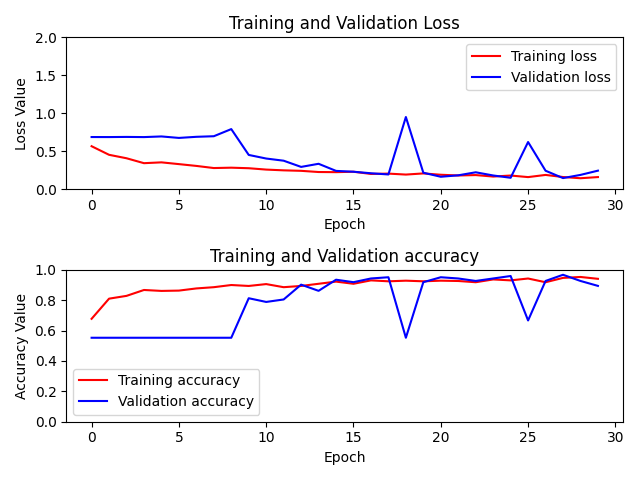 Training and Validation Loss
2.0
1.5
1.0
0.5
0.0
Loss Value
Training loss
Validation loss
0 5 10 15 20 25 30
Epoch
Training and Validation accuracy
1.0
0.8
0.6
0.4
0.2
0.0
Accuracy Value
Training accuracy
Validation accuracy
0 5 10 15 20 25 30
Epoch